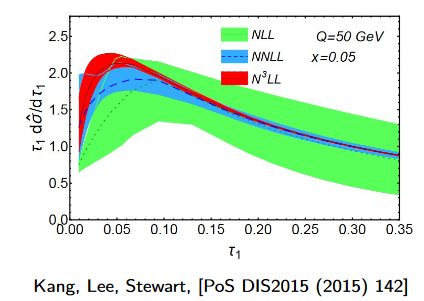 NLL
Q=50 GeV
NNLL
x=0.05
N³LL
τ₁ dσ̂/dτ₁
2.5
2.0
1.5
1.0
0.5
0.0
0.00 0.05 0.10 0.15 0.20 0.25 0.30 0.35
τ₁
Kang, Lee, Stewart, [PoS DIS2015 (2015) 142]